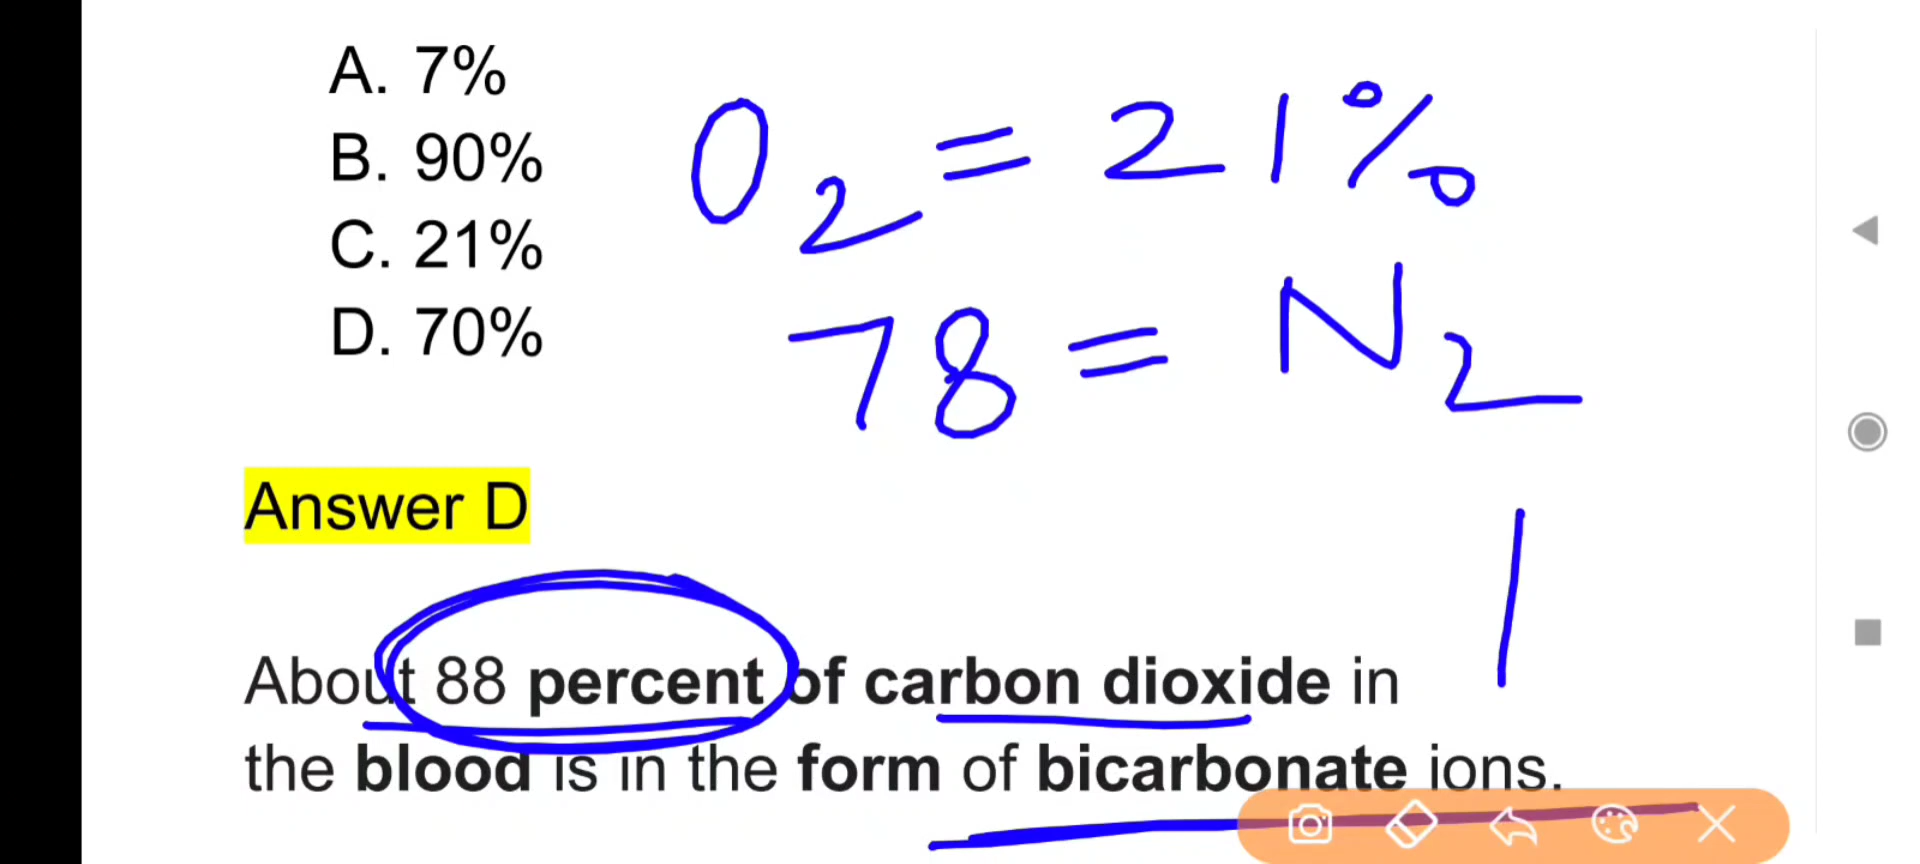 A. 7%
B. 90%
C. 21%
D. 70%
O2 = 21%
78 = N2
Answer D
About 88 percent of carbon dioxide in
the blood is in the form of bicarbonate ions.